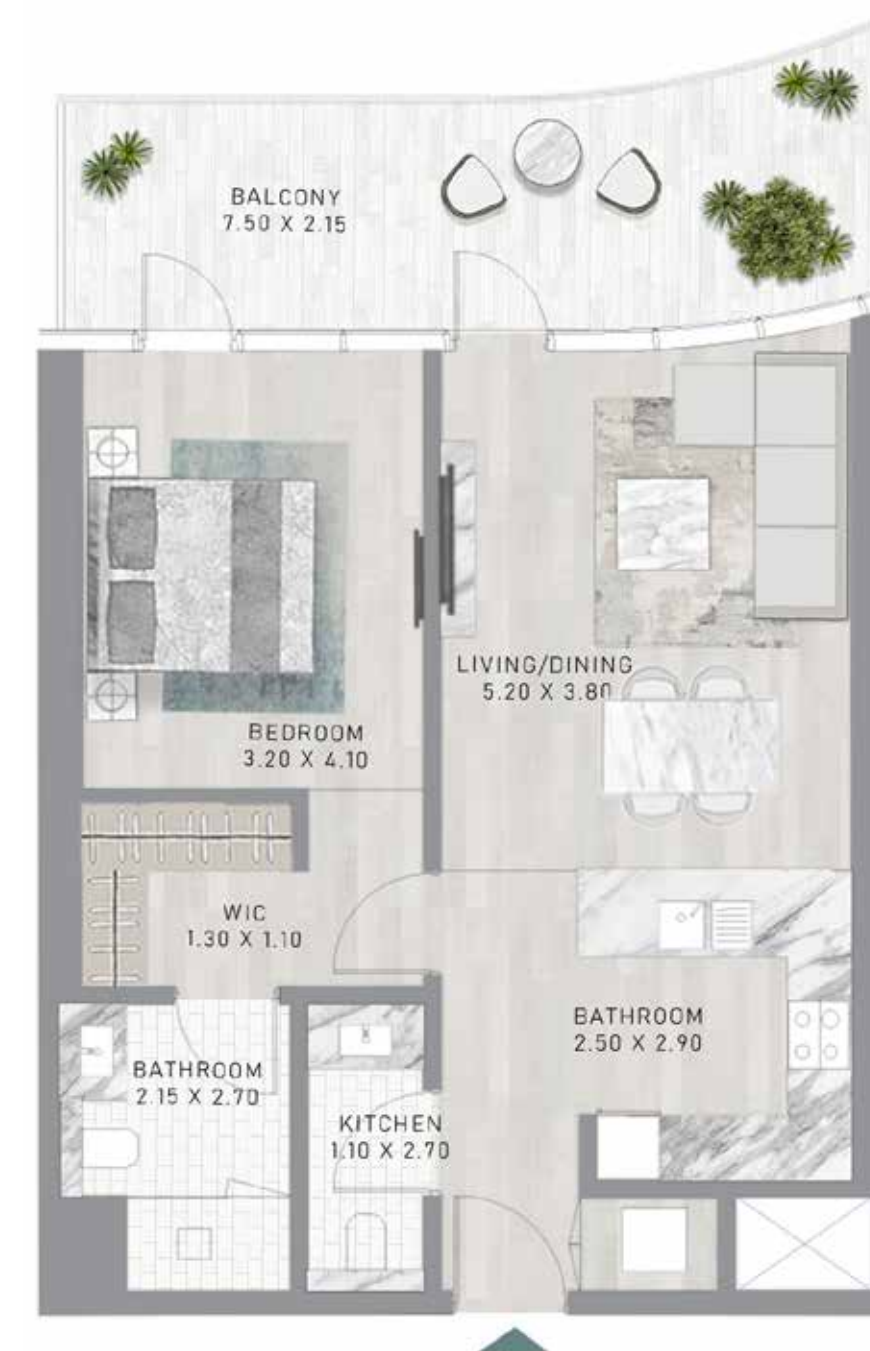 BALCONY
7.50 X 2.15
LIVING/DINING
5.20 X 3.80
BEDROOM
3.20 X 4.10
WIC
1.30 X 1.10
BATHROOM
2.50 X 2.90
BATHROOM
2.15 X 2.70
KITCHEN
1.10 X 2.70